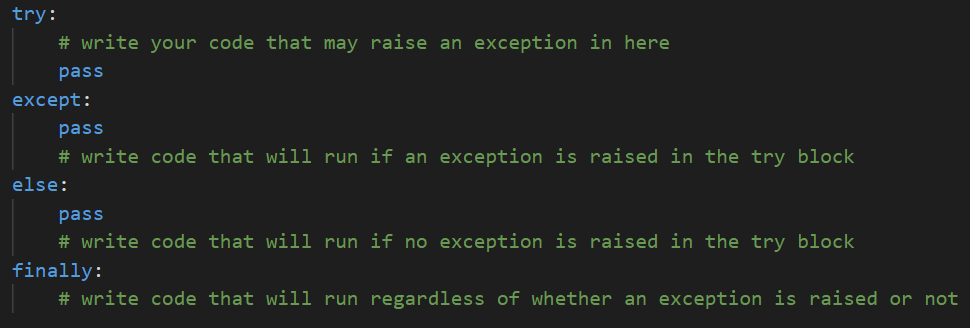 try:
    # write your code that may raise an exception in here
    pass
except:
    pass
    # write code that will run if an exception is raised in the try block
else:
    pass
    # write code that will run if no exception is raised in the try block
finally:
    # write code that will run regardless of whether an exception is raised or not